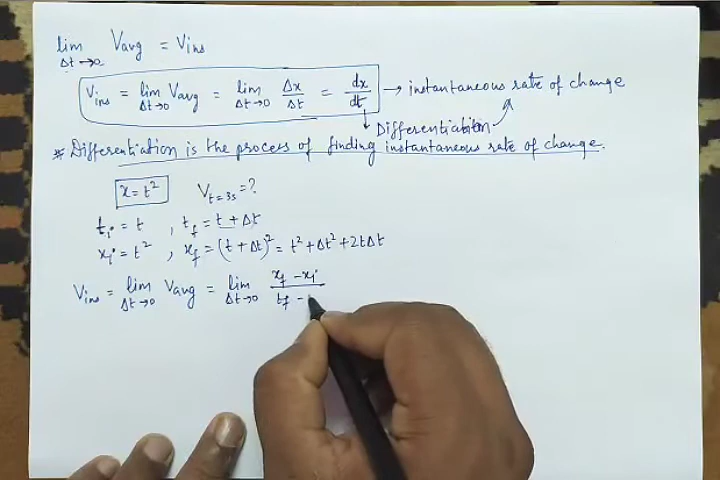 lim Δt→0 Vavg = Vins
Vins = lim Δt→0 Vavg = lim Δt→0 Δx/Δt = dx/dt → instantaneous rate of change
↓ Differentiation
* Differentiation is the process of finding instantaneous rate of change.
x = t² V t=3s = ?
ti = t , tf = t + Δt
xi = t² , xf = (t + Δt)² = t² + Δt² + 2tΔt
Vins = lim Δt→0 Vavg = lim Δt→0 xf - xi / tf -